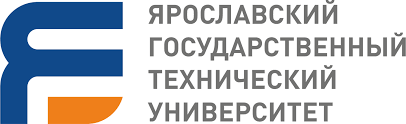 ЯРОСЛАВСКИЙ
ГОСУДАРСТВЕННЫЙ
ТЕХНИЧЕСКИЙ
УНИВЕРСИТЕТ